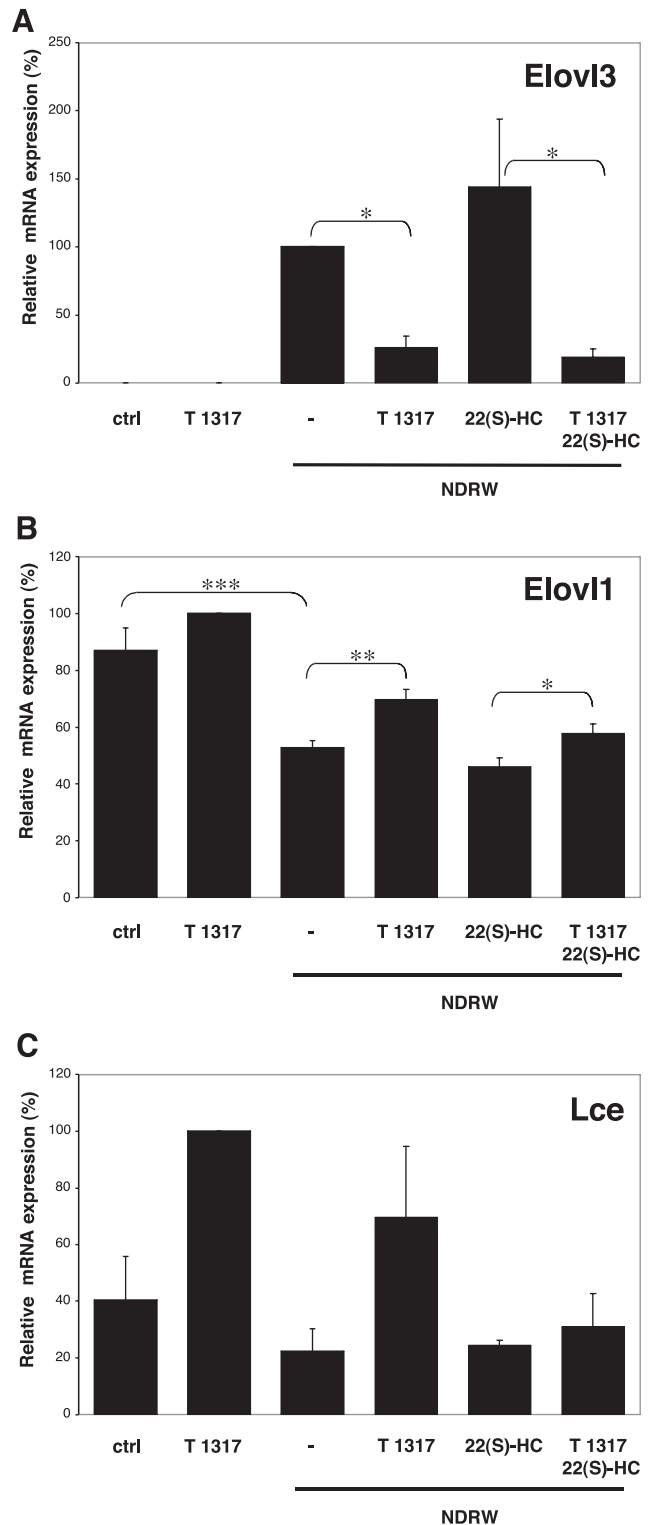 A
Elovl3
Relative mRNA expression (%)
250
200
150
100
50
0
*
*
ctrl T 1317 - T 1317 22(S)-HC T 1317
22(S)-HC
NDRW
B
Elovl1
Relative mRNA expression (%)
120
100
80
60
40
20
0
***
**
*
ctrl T 1317 - T 1317 22(S)-HC T 1317
22(S)-HC
NDRW
C
Lce
Relative mRNA expression (%)
120
100
80
60
40
20
0
ctrl T 1317 - T 1317 22(S)-HC T 1317
22(S)-HC
NDRW